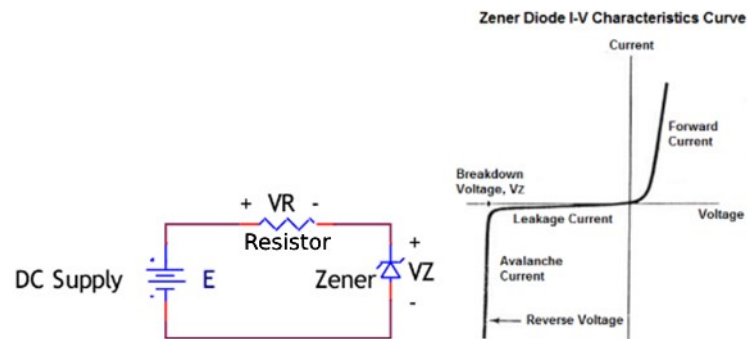 Zener Diode I-V Characteristics Curve
Current
Forward
Current
Breakdown
Voltage, VZ
Leakage Current
Voltage
Avalanche
Current
Reverse Voltage
+ VR -
Resistor
DC Supply
E
Zener
+
VZ
-